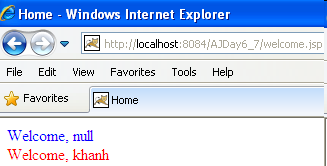 Home - Windows Internet Explorer
http://localhost:8084/AJDay6_7/welcome.jsp
File Edit View Favorites Tools Help
Favorites Home
Welcome, null
Welcome, khanh